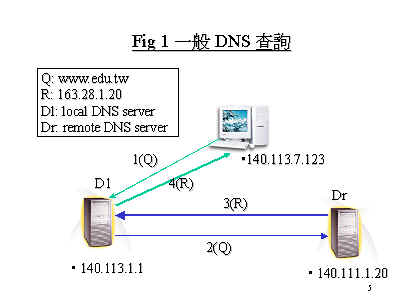 Fig 1 一般 DNS 查詢
Q: www.edu.tw
R: 163.28.1.20
Dl: local DNS server
Dr: remote DNS server
1(Q)
•140.113.7.123
4(R)
Dl
Dr
3(R)
2(Q)
• 140.113.1.1
• 140.111.1.20
5